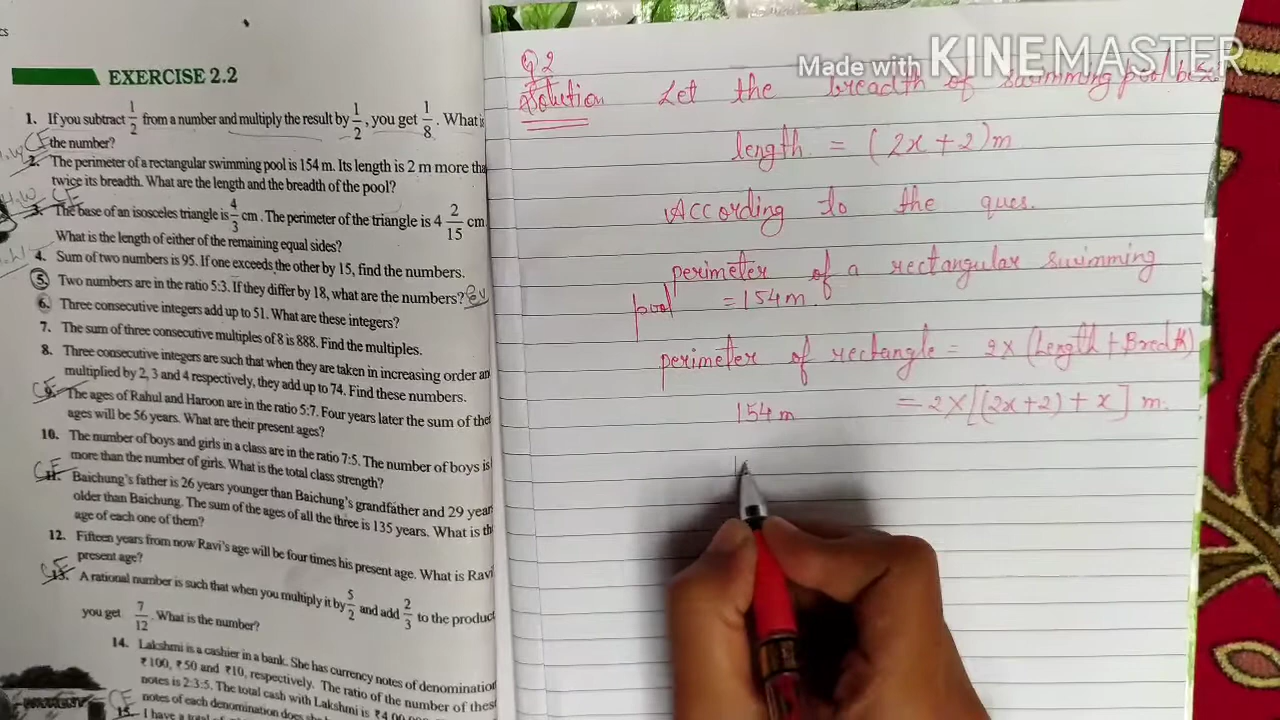 EXERCISE 2.2
1. If you subtract 1/2 from a number and multiply the result by 1/2, you get 1/8. What is
the number?
2. The perimeter of a rectangular swimming pool is 154 m. Its length is 2 m more
twice its breadth. What are the length and the breadth of the pool?
3. The base of an isosceles triangle is 4/3 cm. The perimeter of the triangle is 4 2/15 cm.
What is the length of either of the remaining equal sides?
4. Sum of two numbers is 95. If one exceeds the other by 15, find the numbers.
5. Two numbers are in the ratio 5:3. If they differ by 18, what are the numbers?
6. Three consecutive integers add up to 51. What are these integers?
7. The sum of three consecutive multiples of 8 is 888. Find the multiples.
8. Three consecutive integers are such that when they are taken in increasing order an
multiplied by 2, 3 and 4 respectively, they add up to 74. Find these numbers.
9. The ages of Rahul and Haroon are in the ratio 5:7. Four years later the sum of the
ages will be 56 years. What are their present ages?
10. The number of boys and girls in a class are in the ratio 7:5. The number of boys is
more than the number of girls. What is the total class strength?
11. Baichung's father is 26 years younger than Baichung's grandfather and 29 year
older than Baichung. The sum of the ages of all the three is 135 years. What is th
age of each one of them?
12. Fifteen years from now Ravi's age will be four times his present age. What is Ravi
present age?
13. A rational number is such that when you multiply it by 5/2 and add 2/3 to the product
you get 7/12. What is the number?
14. Lakshmi is a cashier in a bank. She has currency notes of denomination
₹100, ₹50 and ₹10, respectively. The ratio of the number of thes
notes is 2:3:5. The total cash with Lakshmi is ₹4,00,000
notes of each denomination does
15. I have a total of
Made with KINEMASTER
Q 2
Solution Let the breadth of swimming pool be x
length = (2x+2)m
According to the ques.
perimeter of a rectangular swimming
pool = 154 m.
perimeter of rectangle = 2 × (Length + Bredth)
154 m = 2 × [(2x+2) + x] m.